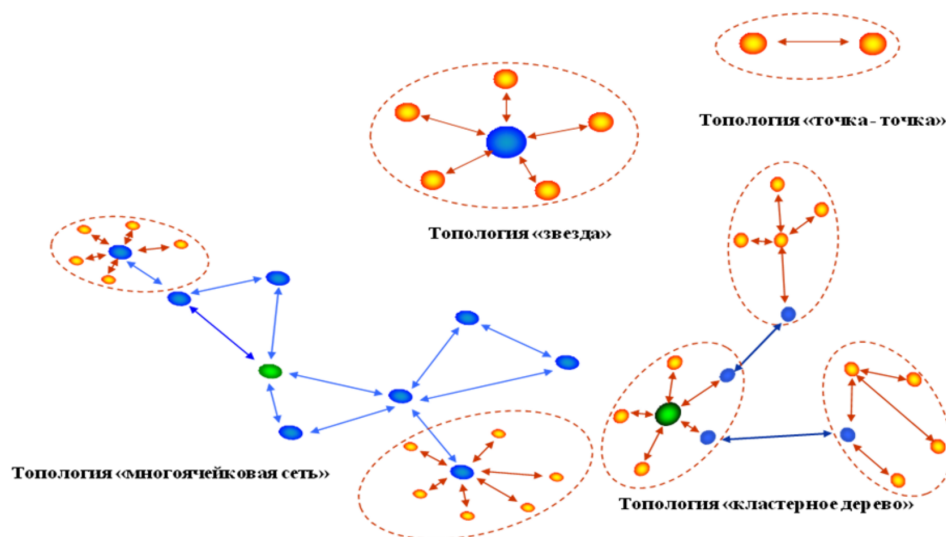 Топология «точка - точка»
Топология «звезда»
Топология «многоячейковая сеть»
Топология «кластерное дерево»